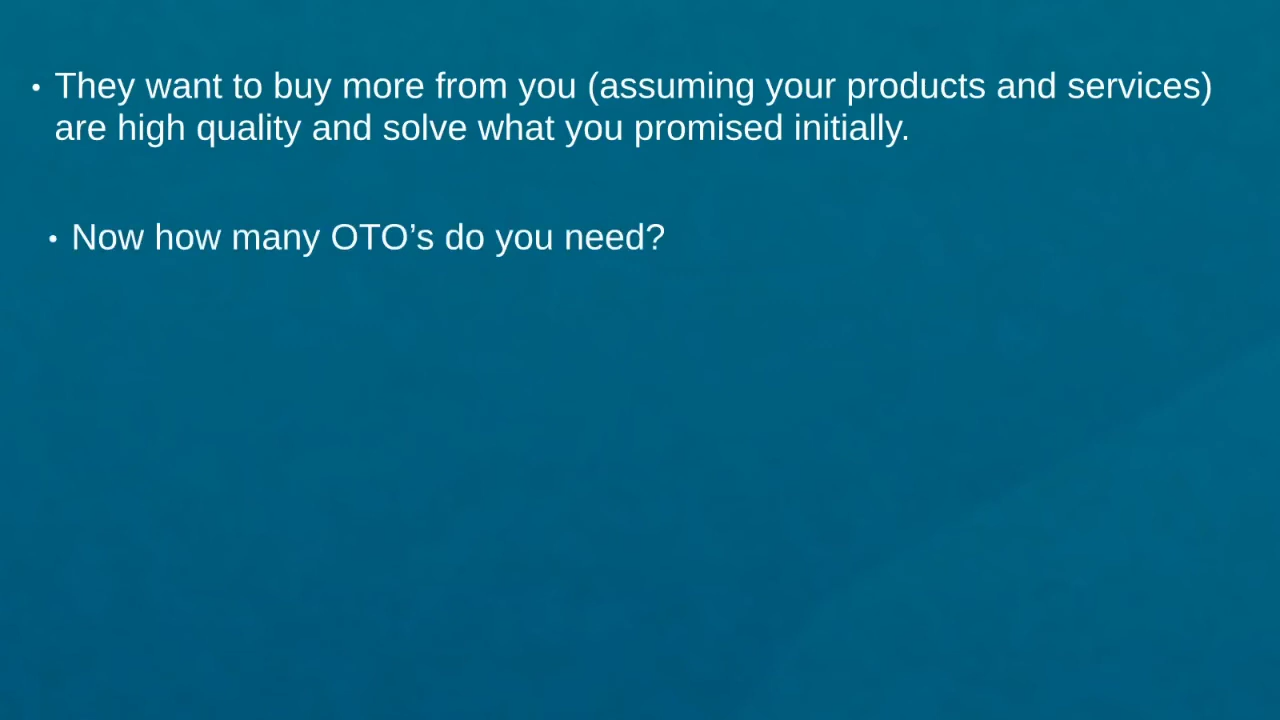 • They want to buy more from you (assuming your products and services)
are high quality and solve what you promised initially.
• Now how many OTO’s do you need?